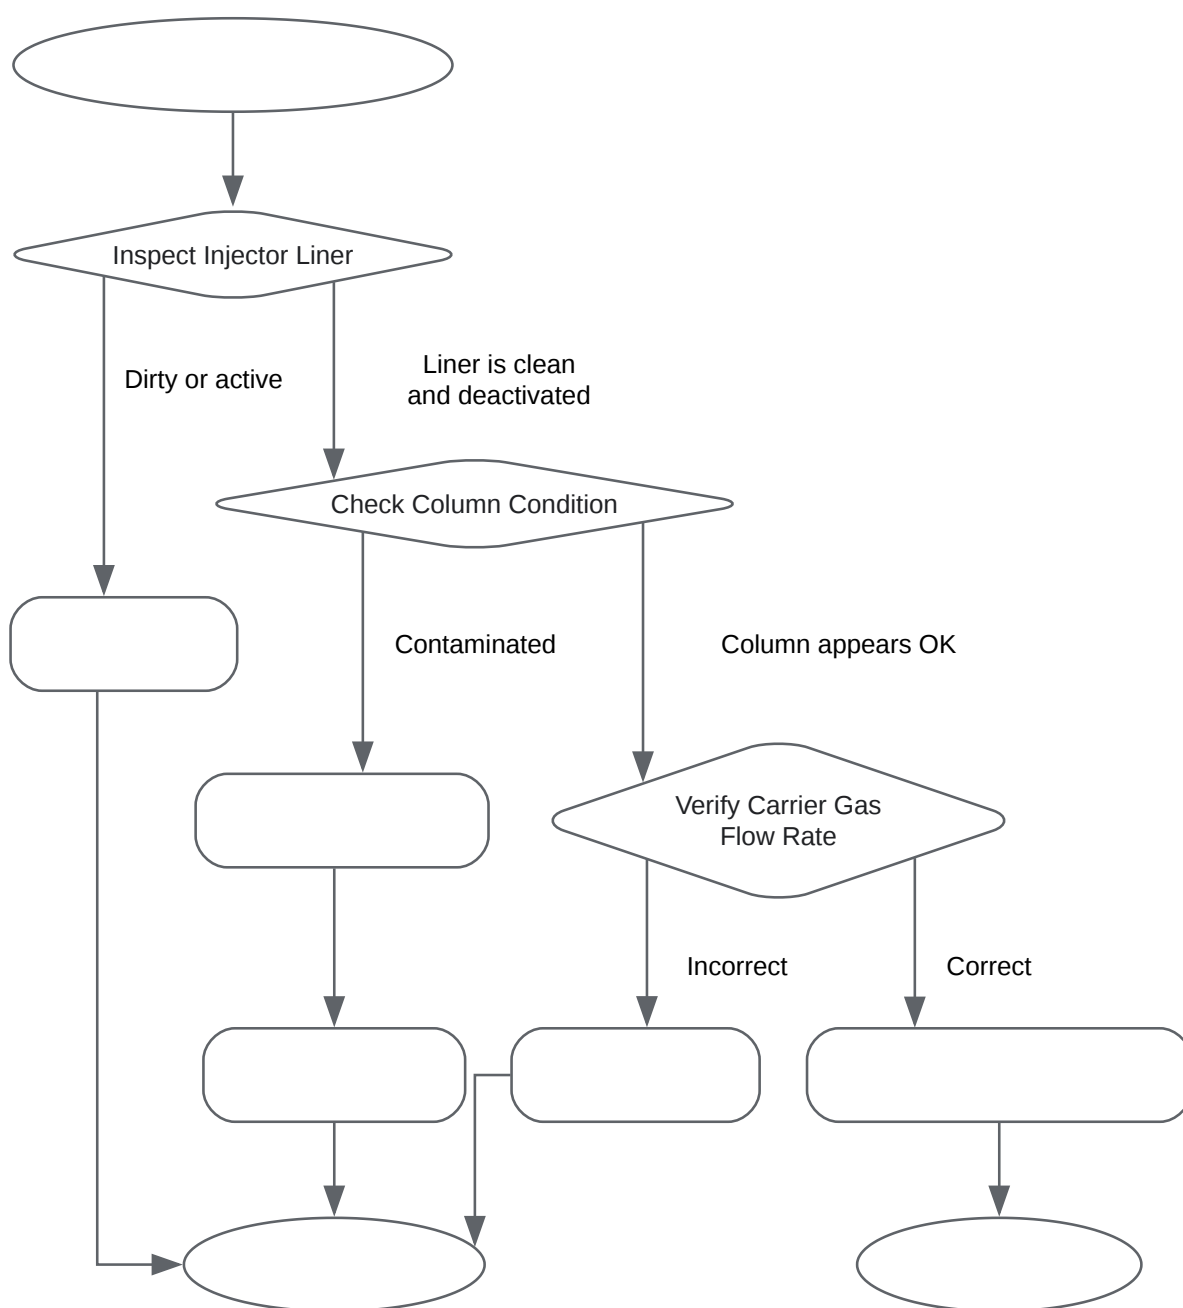 Inspect Injector Liner
Dirty or active
Liner is clean
and deactivated
Check Column Condition
Contaminated
Column appears OK
Verify Carrier Gas
Flow Rate
Incorrect
Correct